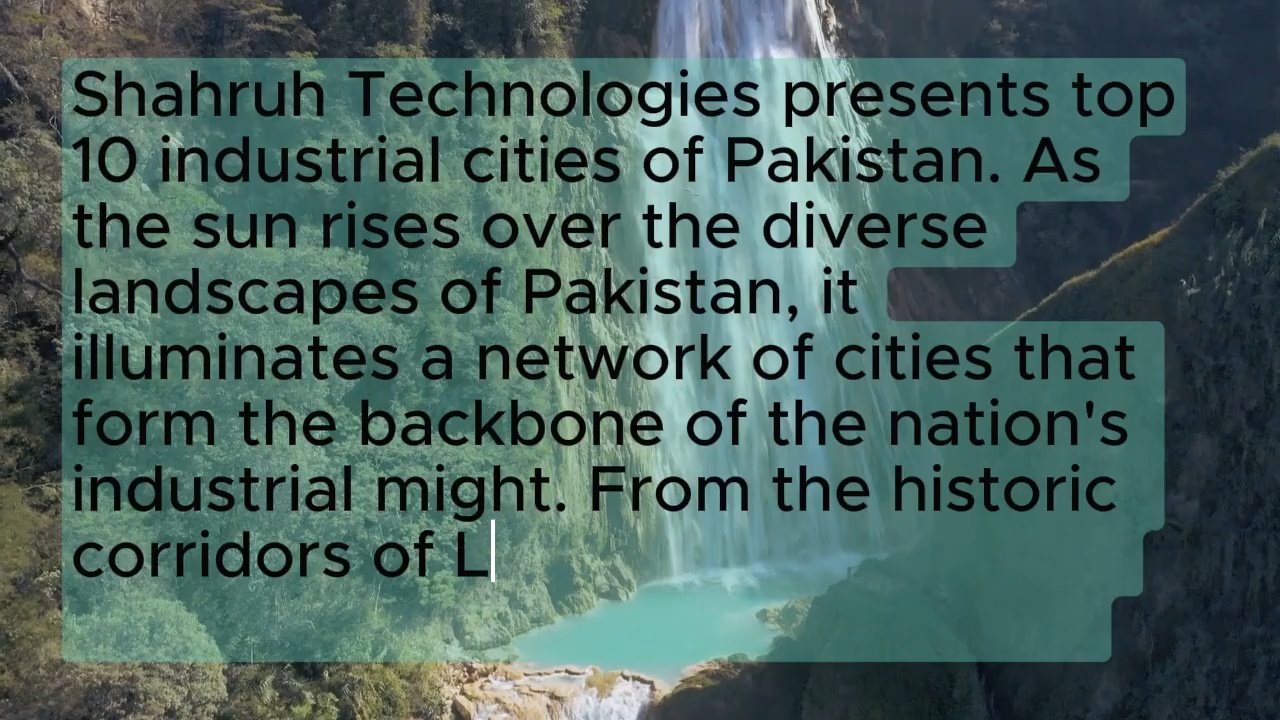 Shahruh Technologies presents top
10 industrial cities of Pakistan. As
the sun rises over the diverse
landscapes of Pakistan, it
illuminates a network of cities that
form the backbone of the nation's
industrial might. From the historic
corridors of L